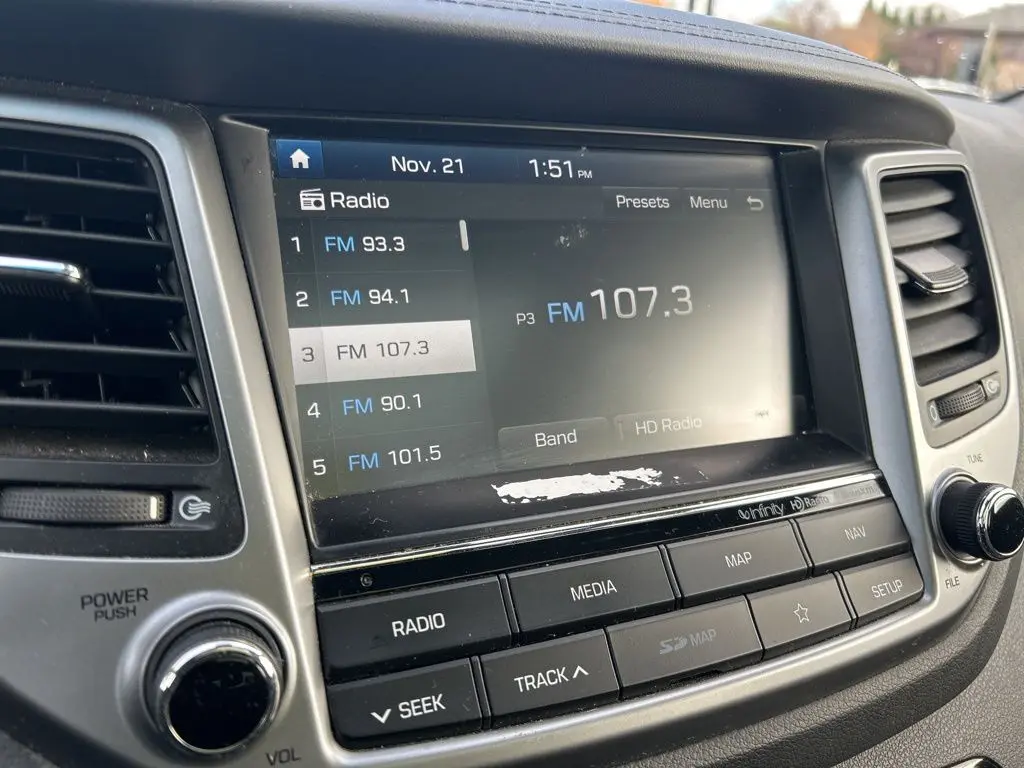 Nov. 21 1:51 PM
Radio Presets Menu
1 FM 93.3
2 FM 94.1
P3 FM 107.3
3 FM 107.3
4 FM 90.1
5 FM 101.5
Band HD Radio
infinity HD Radio
POWER
PUSH
VOL
RADIO MEDIA MAP NAV
SEEK TRACK SD MAP SETUP
TUNE
FILE